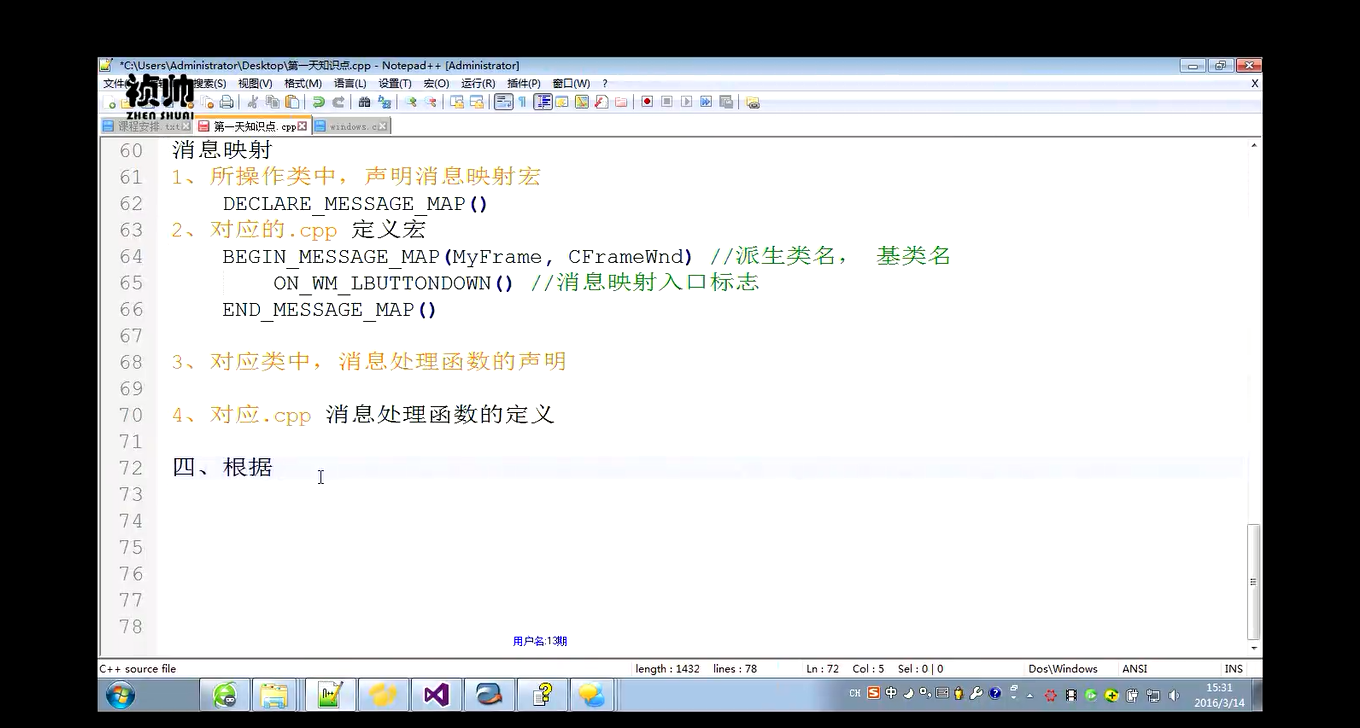 *C:\Users\Administrator\Desktop\第一天知识点.cpp - Notepad++ [Administrator]
搜索(S) 视图(V) 格式(M) 语言(L) 设置(T) 宏(O) 运行(R) 插件(P) 窗口(W) ? X
祯帅
ZHEN SHUAI
课程安排.txt 第一天知识点.cpp windows.c
60 消息映射
61 1、所操作类中，声明消息映射宏
62 DECLARE_MESSAGE_MAP()
63 2、对应的.cpp 定义宏
64 BEGIN_MESSAGE_MAP(MyFrame, CFrameWnd) //派生类名， 基类名
65 ON_WM_LBUTTONDOWN() //消息映射入口标志
66 END_MESSAGE_MAP()
67
68 3、对应类中，消息处理函数的声明
69
70 4、对应.cpp 消息处理函数的定义
71
72 四、根据
73
74
75
76
77
78
用户名:13期
C++ source file length : 1432 lines : 78 Ln : 72 Col : 5 Sel : 0 | 0 Dos\Windows ANSI INS
CH 中 15:31
2016/3/14